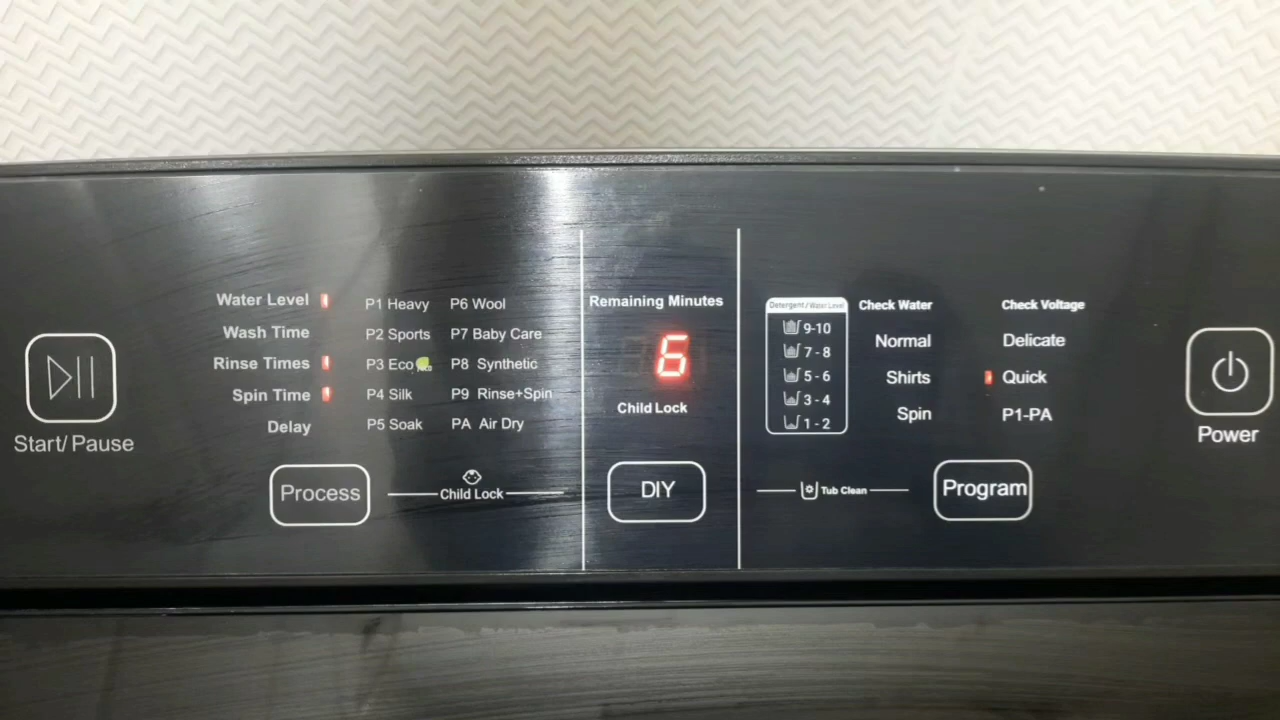 Start/Pause
Water Level
Wash Time
Rinse Times
Spin Time
Delay
P1 Heavy
P2 Sports
P3 Eco
P4 Silk
P5 Soak
P6 Wool
P7 Baby Care
P8 Synthetic
P9 Rinse+Spin
PA Air Dry
Process
Child Lock
Remaining Minutes
6
Child Lock
DIY
Detergent/Water Level
9-10
7-8
5-6
3-4
1-2
Check Water
Normal
Shirts
Spin
Check Voltage
Delicate
Quick
P1-PA
Tub Clean
Program
Power